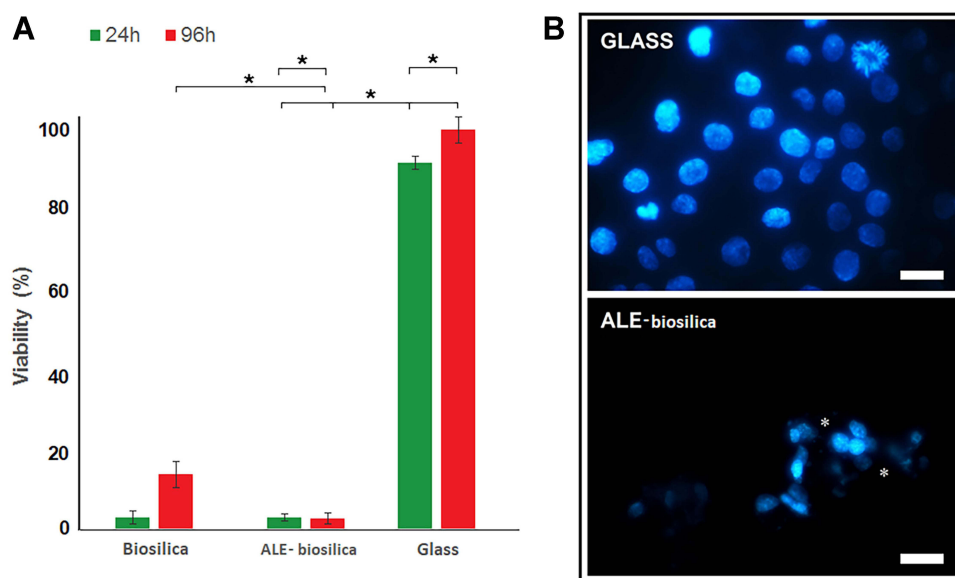 A
24h 96h
*
*
*
*
100
80
60
40
20
0
Viability (%)
Biosilica
ALE- biosilica
Glass
B
GLASS
ALE-biosilica
*
*